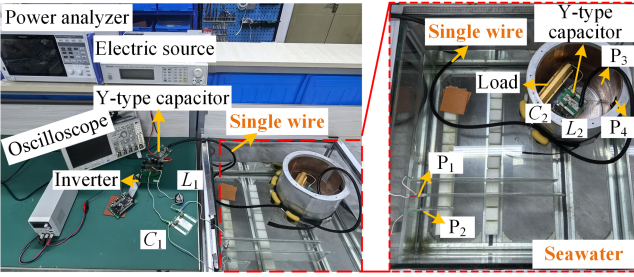 Power analyzer
Electric source
Y-type capacitor
Oscilloscope
Single wire
Inverter
L1
C1
Single wire
Y-type
capacitor
P3
Load
C2
L2
P4
P1
P2
Seawater